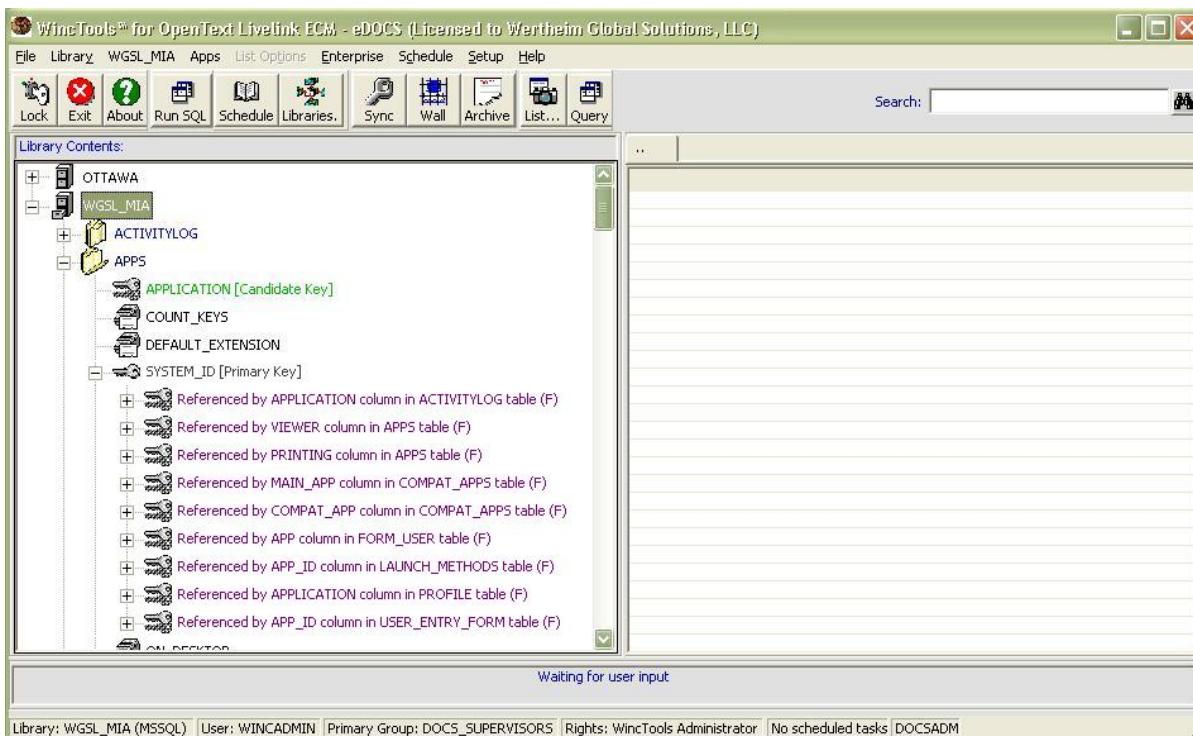 WincTools™ for OpenText Livelink ECM - eDOCS (Licensed to Wertheim Global Solutions, LLC)
File Library WGSL_MIA Apps List Options Enterprise Schedule Setup Help
Lock Exit About Run SQL Schedule Libraries. Sync Wall Archive List... Query
Search:
Library Contents:
..
OTTAWA
WGSL_MIA
ACTIVITYLOG
APPS
APPLICATION [Candidate Key]
COUNT_KEYS
DEFAULT_EXTENSION
SYSTEM_ID [Primary Key]
Referenced by APPLICATION column in ACTIVITYLOG table (F)
Referenced by VIEWER column in APPS table (F)
Referenced by PRINTING column in APPS table (F)
Referenced by MAIN_APP column in COMPAT_APPS table (F)
Referenced by COMPAT_APP column in COMPAT_APPS table (F)
Referenced by APP column in FORM_USER table (F)
Referenced by APP_ID column in LAUNCH_METHODS table (F)
Referenced by APPLICATION column in PROFILE table (F)
Referenced by APP_ID column in USER_ENTRY_FORM table (F)
ON_DESKTOP
Waiting for user input
Library: WGSL_MIA (MSSQL) User: WINCADMIN Primary Group: DOCS_SUPERVISORS Rights: WincTools Administrator No scheduled tasks DOCSADM